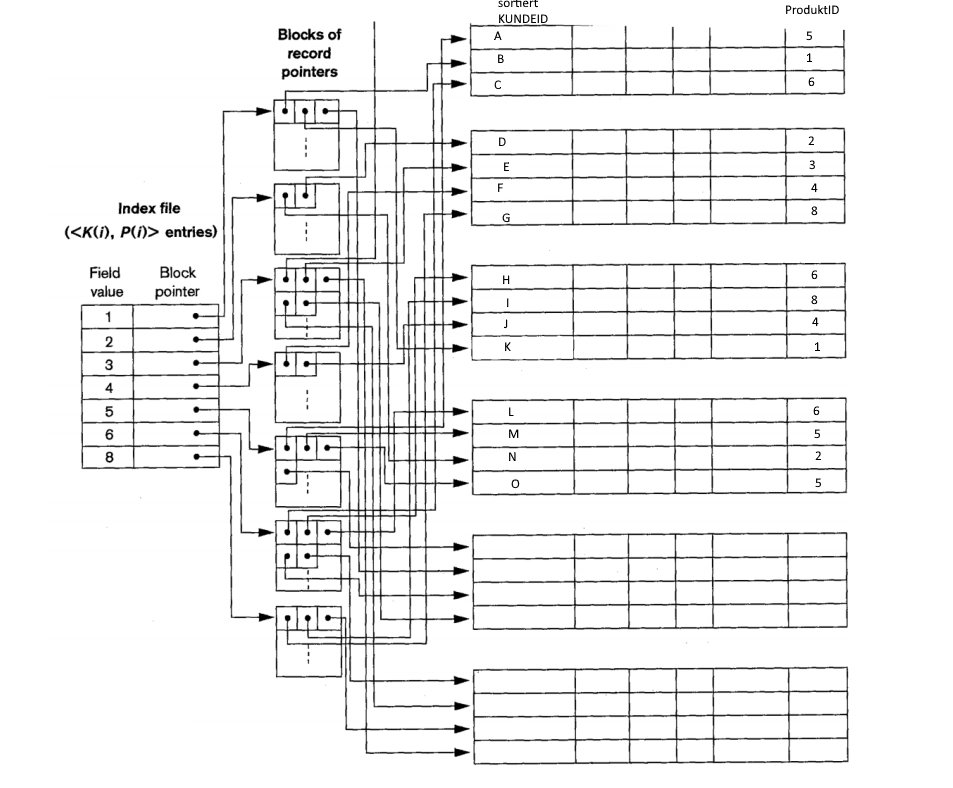 sortiert
KUNDEID
ProduktID
Blocks of
record
pointers
A 5
B 1
C 6
D 2
E 3
F 4
G 8
Index file
(<K(i), P(i)> entries)
Field
value
Block
pointer
1
2
3
4
5
6
8
H 6
I 8
J 4
K 1
L 6
M 5
N 2
O 5